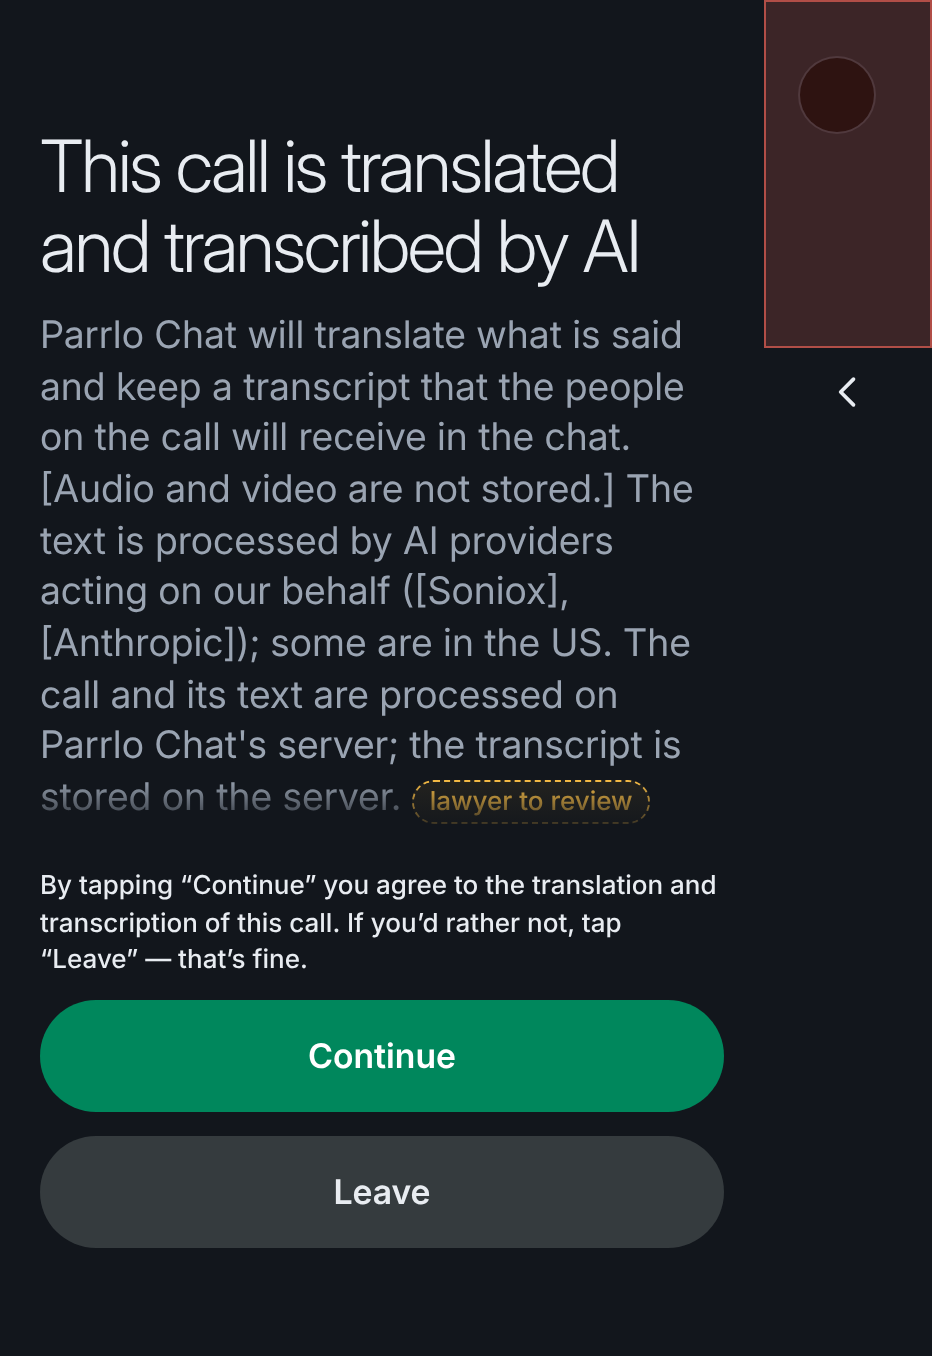 This call is translated
and transcribed by AI
Parrlo Chat will translate what is said
and keep a transcript that the people
on the call will receive in the chat.
[Audio and video are not stored.] The
text is processed by AI providers
acting on our behalf ([Soniox],
[Anthropic]); some are in the US. The
call and its text are processed on
Parrlo Chat's server; the transcript is
stored on the server. lawyer to review
By tapping “Continue” you agree to the translation and
transcription of this call. If you’d rather not, tap
“Leave” — that’s fine.
Continue
Leave